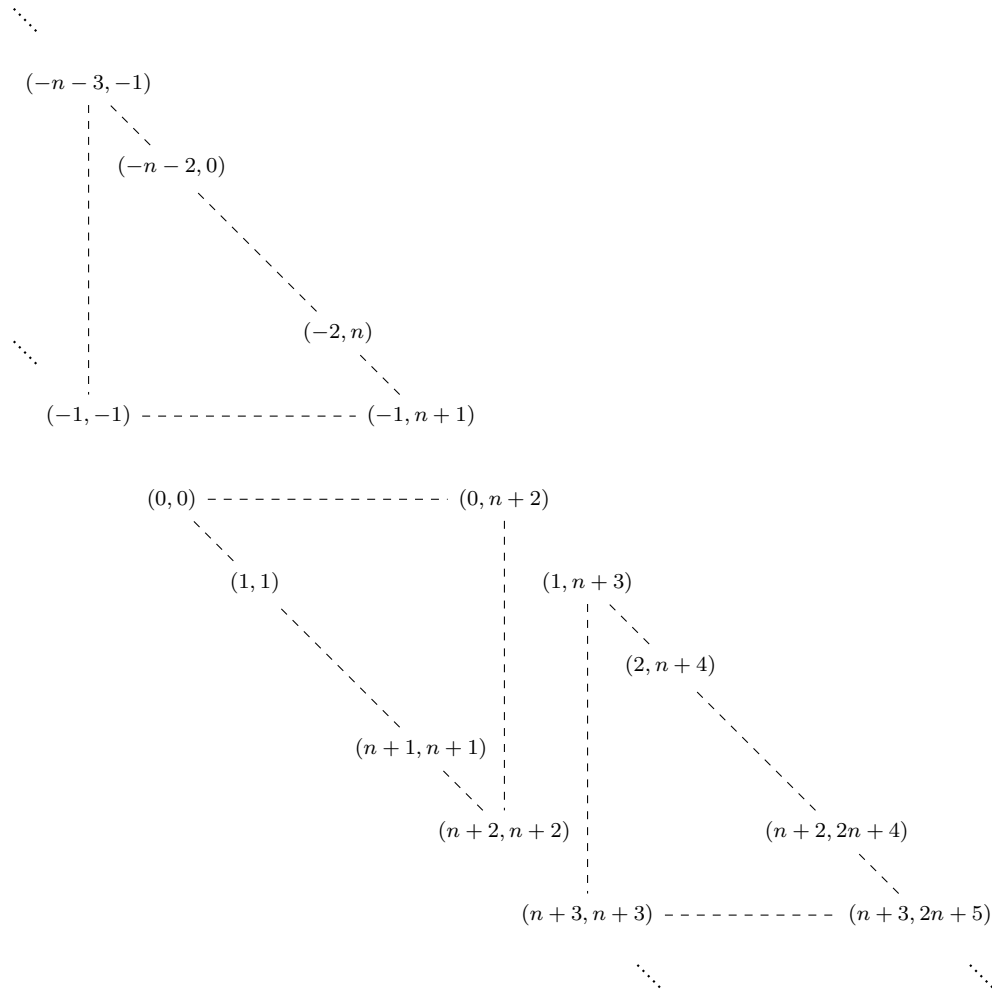 (−n − 3, −1)
(−n − 2, 0)
(−2, n)
(−1, −1) (−1, n + 1)
(0, 0) (0, n + 2)
(1, 1) (1, n + 3)
(2, n + 4)
(n + 1, n + 1)
(n + 2, n + 2) (n + 2, 2n + 4)
(n + 3, n + 3) (n + 3, 2n + 5)